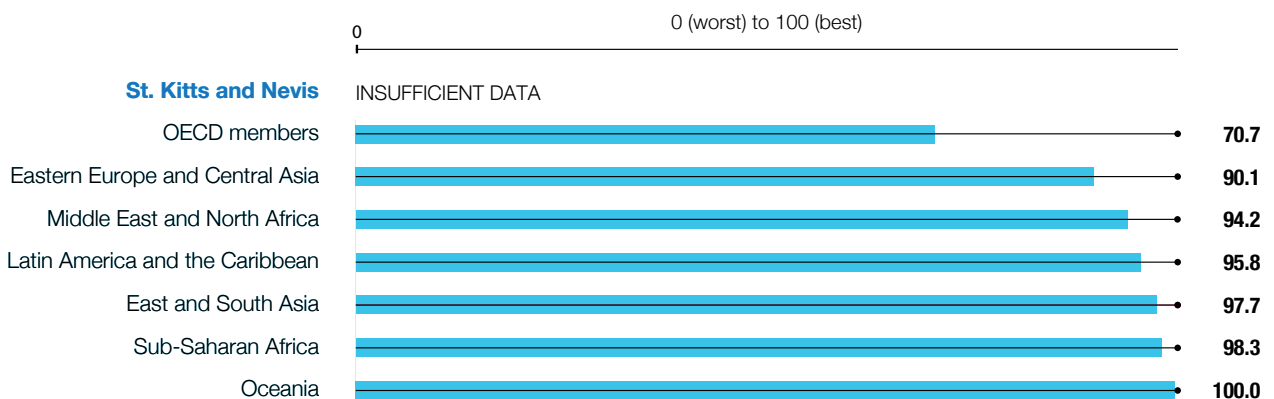 0 (worst) to 100 (best)
0
St. Kitts and Nevis INSUFFICIENT DATA
OECD members 70.7
Eastern Europe and Central Asia 90.1
Middle East and North Africa 94.2
Latin America and the Caribbean 95.8
East and South Asia 97.7
Sub-Saharan Africa 98.3
Oceania 100.0